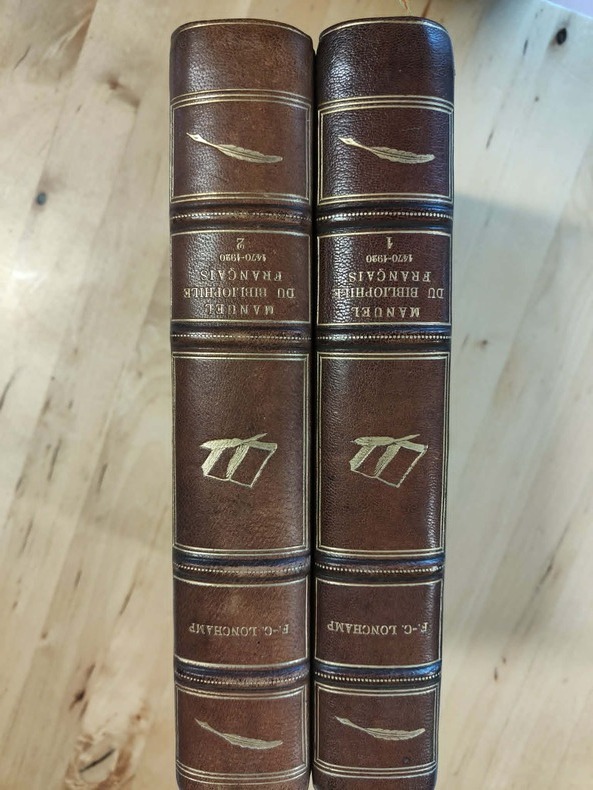 F.-C. LONCHAMP
MANUEL
DU BIBLIOPHILE
FRANÇAIS
1470-1920
1
F.-C. LONCHAMP
MANUEL
DU BIBLIOPHILE
FRANÇAIS
1470-1920
2